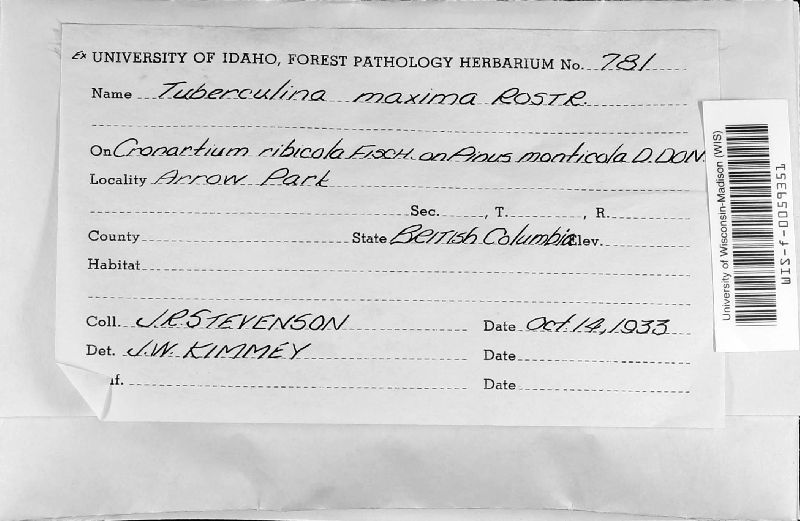 Ex UNIVERSITY OF IDAHO, FOREST PATHOLOGY HERBARIUM No. 781
Name Tuberculina maxima ROSTR.
On Cronartium ribicola FISCH. on Pinus monticola D. DON.
Locality Arrow Park
Sec. , T. , R.
County State British Columbia Elev.
Habitat
Coll. J.R. STEVENSON Date Oct. 14, 1933
Det. J.W. KIMMEY Date
if. Date
University of Wisconsin-Madison (WIS)
WIS-f-0059351